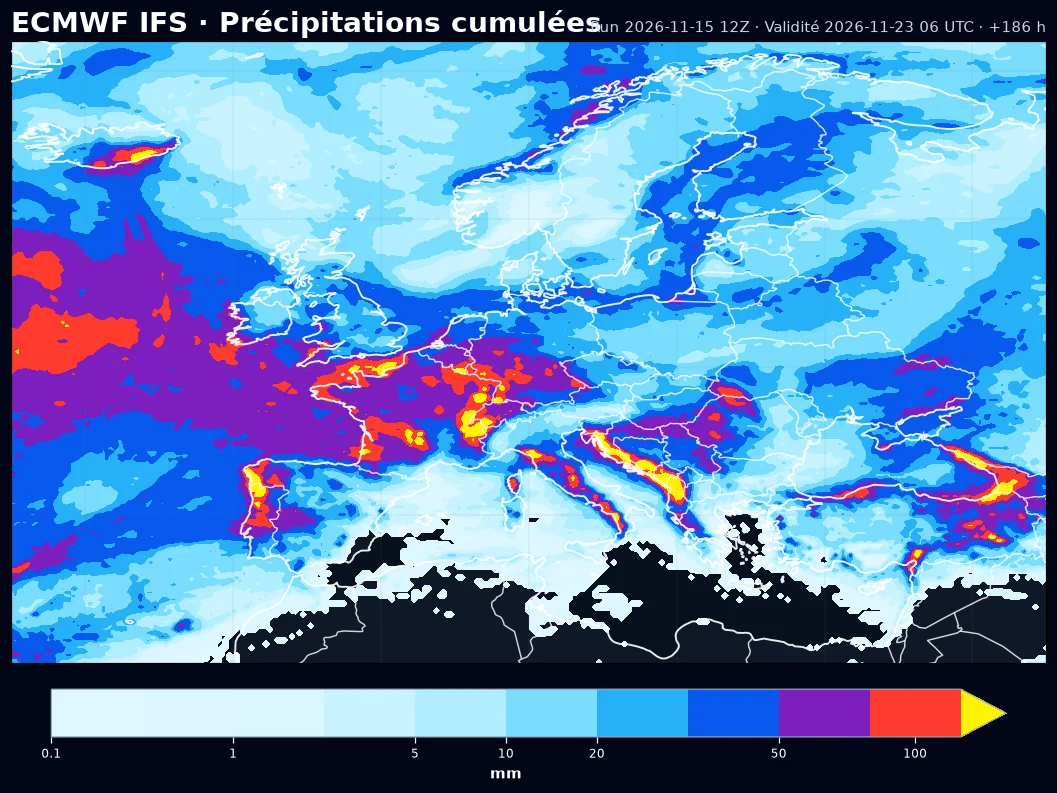 ECMWF IFS · Précipitations cumulées
Run 2026-11-15 12Z · Validité 2026-11-23 06 UTC · +186 h
0.1 1 5 10 20 50 100
mm